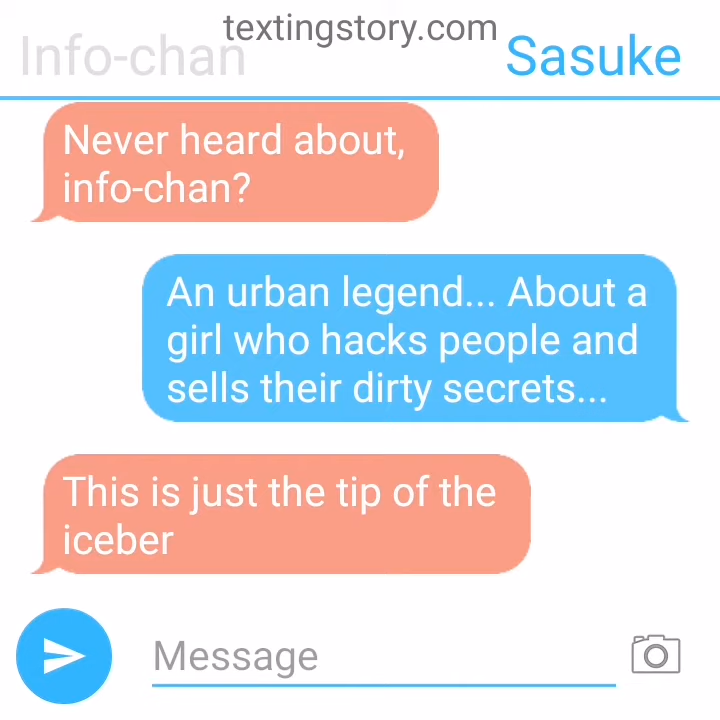 textingstory.com
Info-chan
Sasuke
Never heard about,
info-chan?
An urban legend... About a
girl who hacks people and
sells their dirty secrets...
This is just the tip of the
iceber
Message